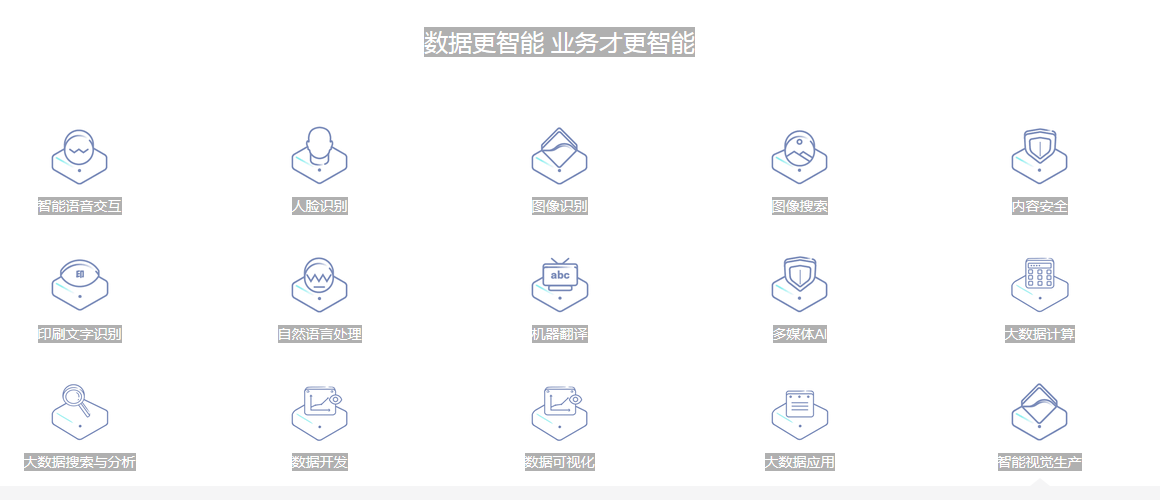 数据更智能 业务才更智能
智能语音交互
人脸识别
图像识别
图像搜索
内容安全
印
abc
印刷文字识别
自然语言处理
机器翻译
多媒体AI
大数据计算
大数据搜索与分析
数据开发
数据可视化
大数据应用
智能视觉生产